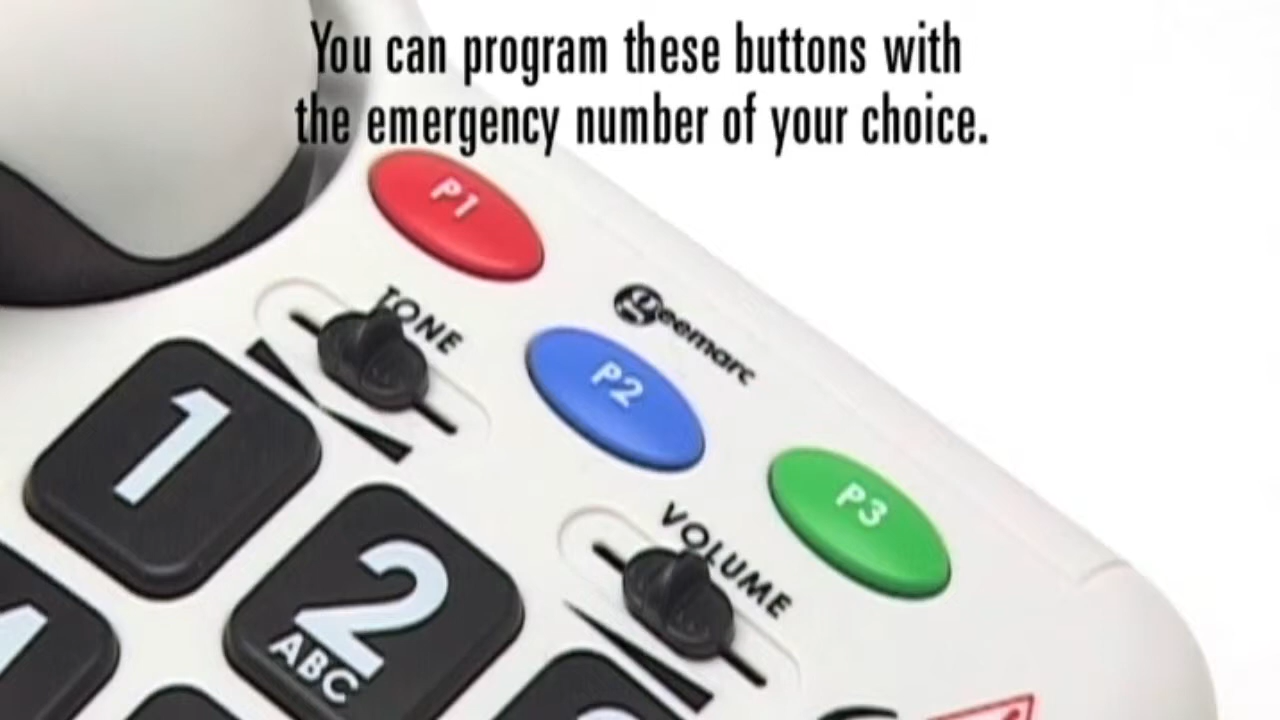 You can program these buttons with
the emergency number of your choice.
P1
TONE
geemarc
P2
1
P3
VOLUME
2
ABC